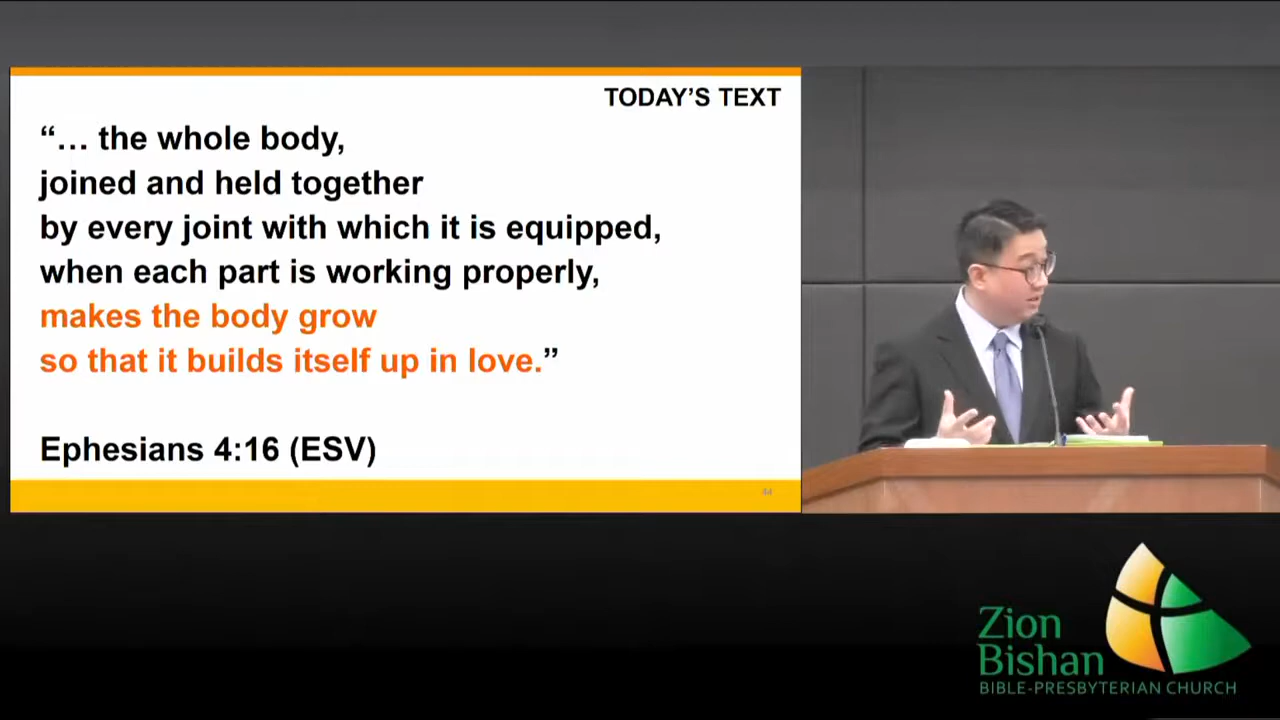 TODAY'S TEXT
“… the whole body,
joined and held together
by every joint with which it is equipped,
when each part is working properly,
makes the body grow
so that it builds itself up in love.”
Ephesians 4:16 (ESV)
44
Zion
Bishan
BIBLE-PRESBYTERIAN CHURCH